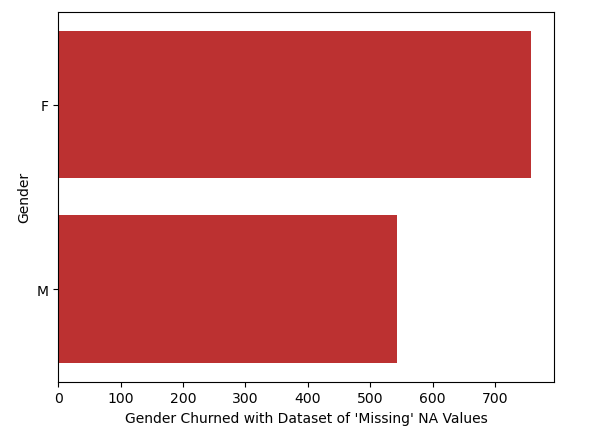 F
Gender
M
0 100 200 300 400 500 600 700
Gender Churned with Dataset of 'Missing' NA Values